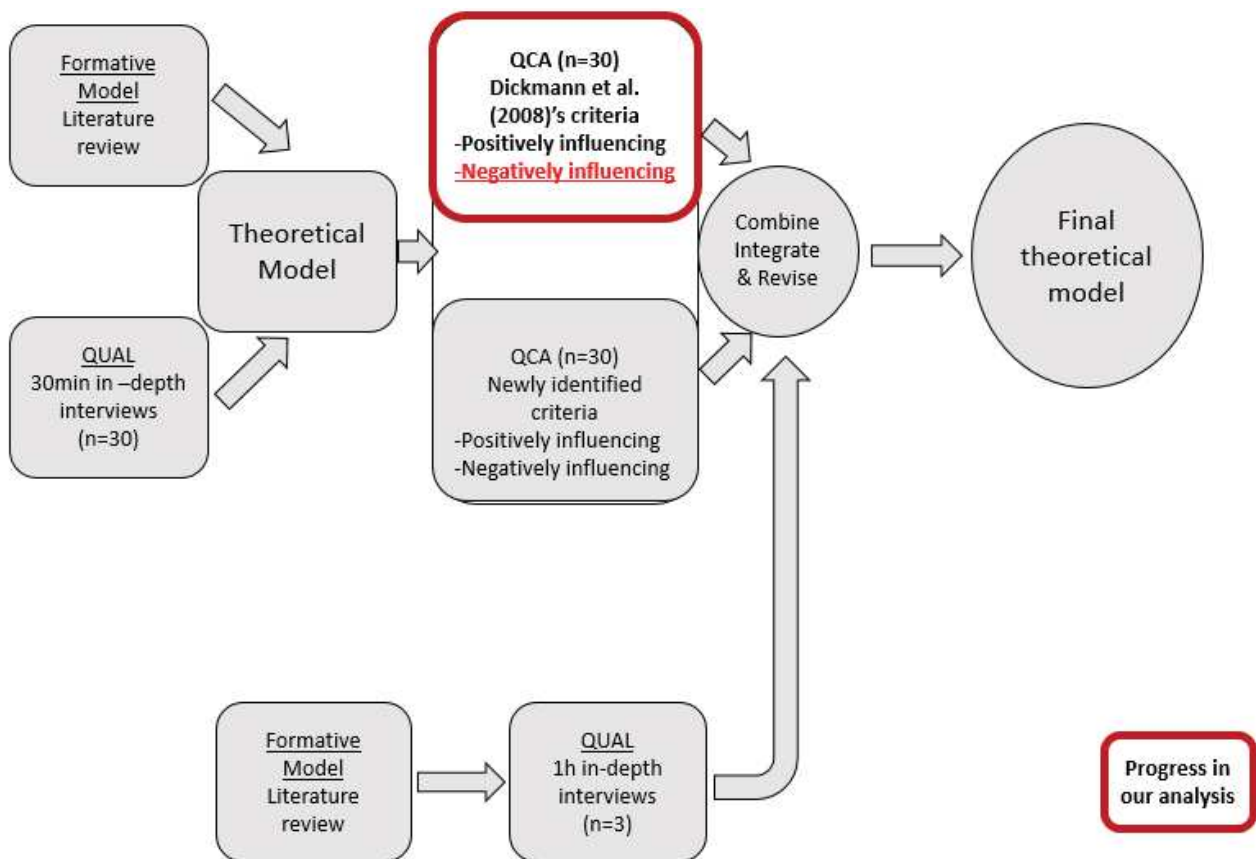 Formative
Model
Literature
review
QUAL
30min in –depth
interviews
(n=30)
Theoretical
Model
QCA (n=30)
Dickmann et al.
(2008)'s criteria
-Positively influencing
-Negatively influencing
QCA (n=30)
Newly identified
criteria
-Positively influencing
-Negatively influencing
Combine
Integrate
& Revise
Final
theoretical
model
Formative
Model
Literature
review
QUAL
1h in-depth
interviews
(n=3)
Progress in
our analysis